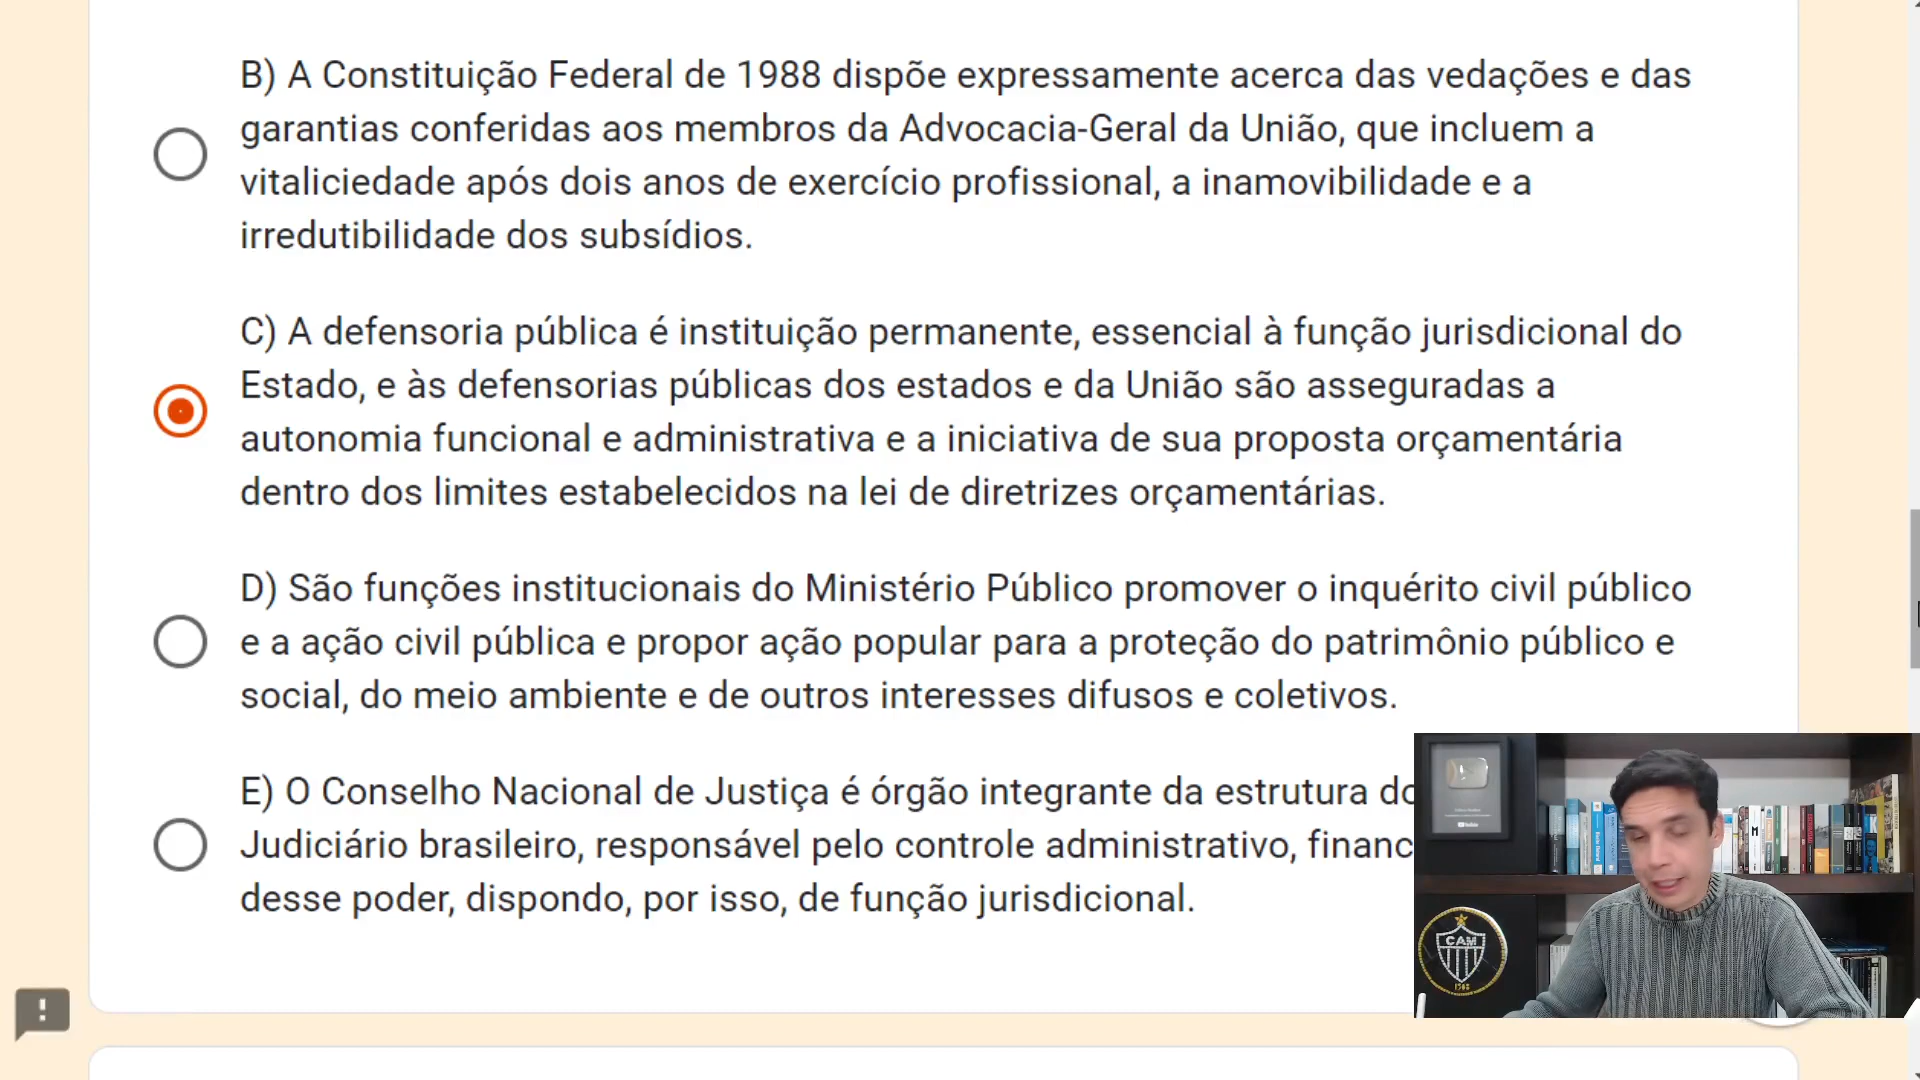 B) A Constituição Federal de 1988 dispõe expressamente acerca das vedações e das
garantias conferidas aos membros da Advocacia-Geral da União, que incluem a
vitaliciedade após dois anos de exercício profissional, a inamovibilidade e a
irredutibilidade dos subsídios.
C) A defensoria pública é instituição permanente, essencial à função jurisdicional do
Estado, e às defensorias públicas dos estados e da União são asseguradas a
autonomia funcional e administrativa e a iniciativa de sua proposta orçamentária
dentro dos limites estabelecidos na lei de diretrizes orçamentárias.
D) São funções institucionais do Ministério Público promover o inquérito civil público
e a ação civil pública e propor ação popular para a proteção do patrimônio público e
social, do meio ambiente e de outros interesses difusos e coletivos.
E) O Conselho Nacional de Justiça é órgão integrante da estrutura do
Judiciário brasileiro, responsável pelo controle administrativo, financ
desse poder, dispondo, por isso, de função jurisdicional.
!
YouTube
CAM